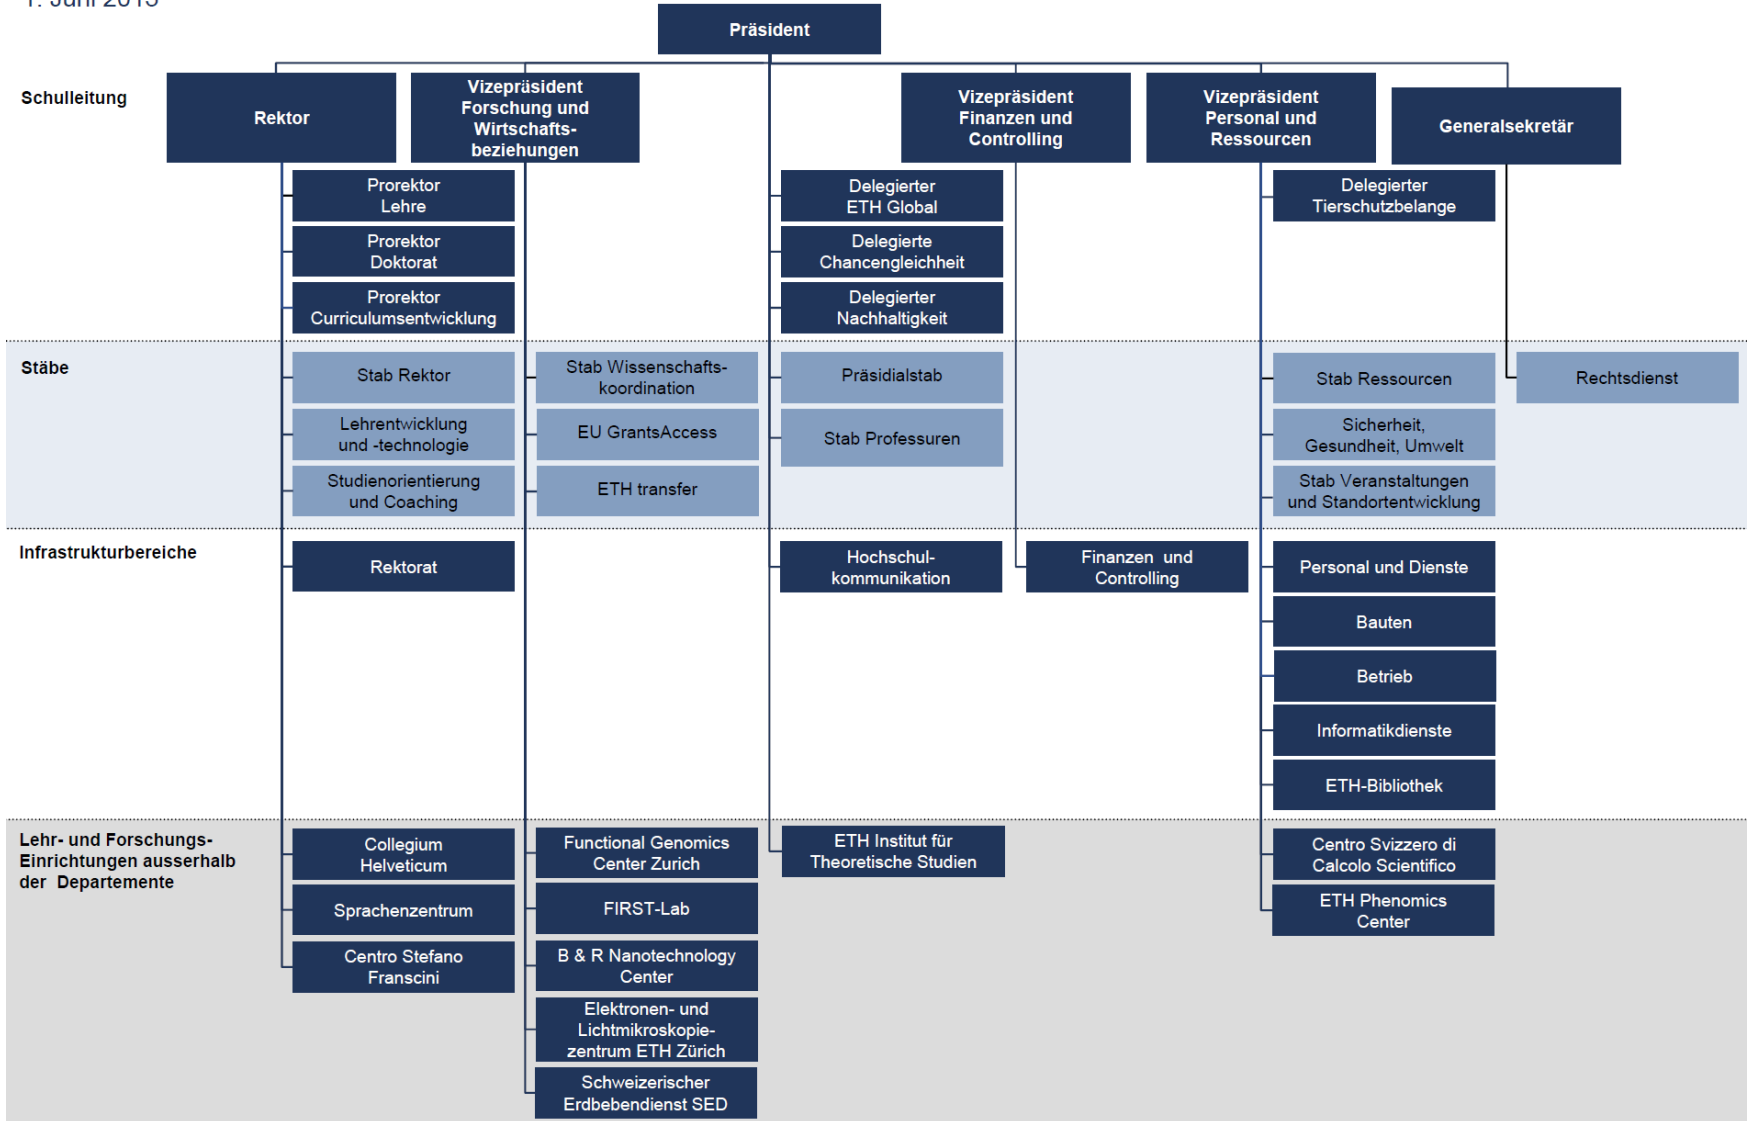 1. Juni 2015
Präsident
Schulleitung
Rektor
Vizepräsident
Forschung und
Wirtschafts-
beziehungen
Vizepräsident
Finanzen und
Controlling
Vizepräsident
Personal und
Ressourcen
Generalsekretär
Prorektor
Lehre
Delegierter
ETH Global
Delegierter
Tierschutzbelange
Prorektor
Doktorat
Delegierte
Chancengleichheit
Prorektor
Curriculumsentwicklung
Delegierter
Nachhaltigkeit
Stäbe
Stab Rektor
Stab Wissenschafts-
koordination
Präsidialstab
Stab Ressourcen
Rechtsdienst
Lehrentwicklung
und -technologie
EU GrantsAccess
Stab Professuren
Sicherheit,
Gesundheit, Umwelt
Studienorientierung
und Coaching
ETH transfer
Stab Veranstaltungen
und Standortentwicklung
Infrastrukturbereiche
Rektorat
Hochschul-
kommunikation
Finanzen und
Controlling
Personal und Dienste
Bauten
Betrieb
Informatikdienste
ETH-Bibliothek
Lehr- und Forschungs-
Einrichtungen ausserhalb
der Departemente
Collegium
Helveticum
Functional Genomics
Center Zurich
ETH Institut für
Theoretische Studien
Centro Svizzero di
Calcolo Scientifico
Sprachenzentrum
FIRST-Lab
ETH Phenomics
Center
Centro Stefano
Franscini
B & R Nanotechnology
Center
Elektronen- und
Lichtmikroskopie-
zentrum ETH Zürich
Schweizerischer
Erdbebendienst SED